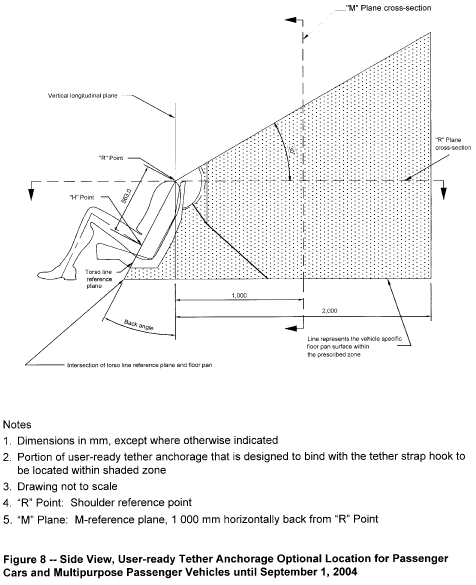 "M" Plane cross-section
Vertical longitudinal plane
"R" Point
"R" Plane
cross-section
"H" Point
563.0
Torso line
reference
plane
1,000
2,000
Back angle
Line represents the vehicle specific
floor pan surface within
the prescribed zone
Intersection of torso line reference plane and floor pan
Notes
1. Dimensions in mm, except where otherwise indicated
2. Portion of user-ready tether anchorage that is designed to bind with the tether strap hook to
be located within shaded zone
3. Drawing not to scale
4. "R" Point: Shoulder reference point
5. "M" Plane: M-reference plane, 1 000 mm horizontally back from "R" Point
Figure 8 -- Side View, User-ready Tether Anchorage Optional Location for Passenger
Cars and Multipurpose Passenger Vehicles until September 1, 2004